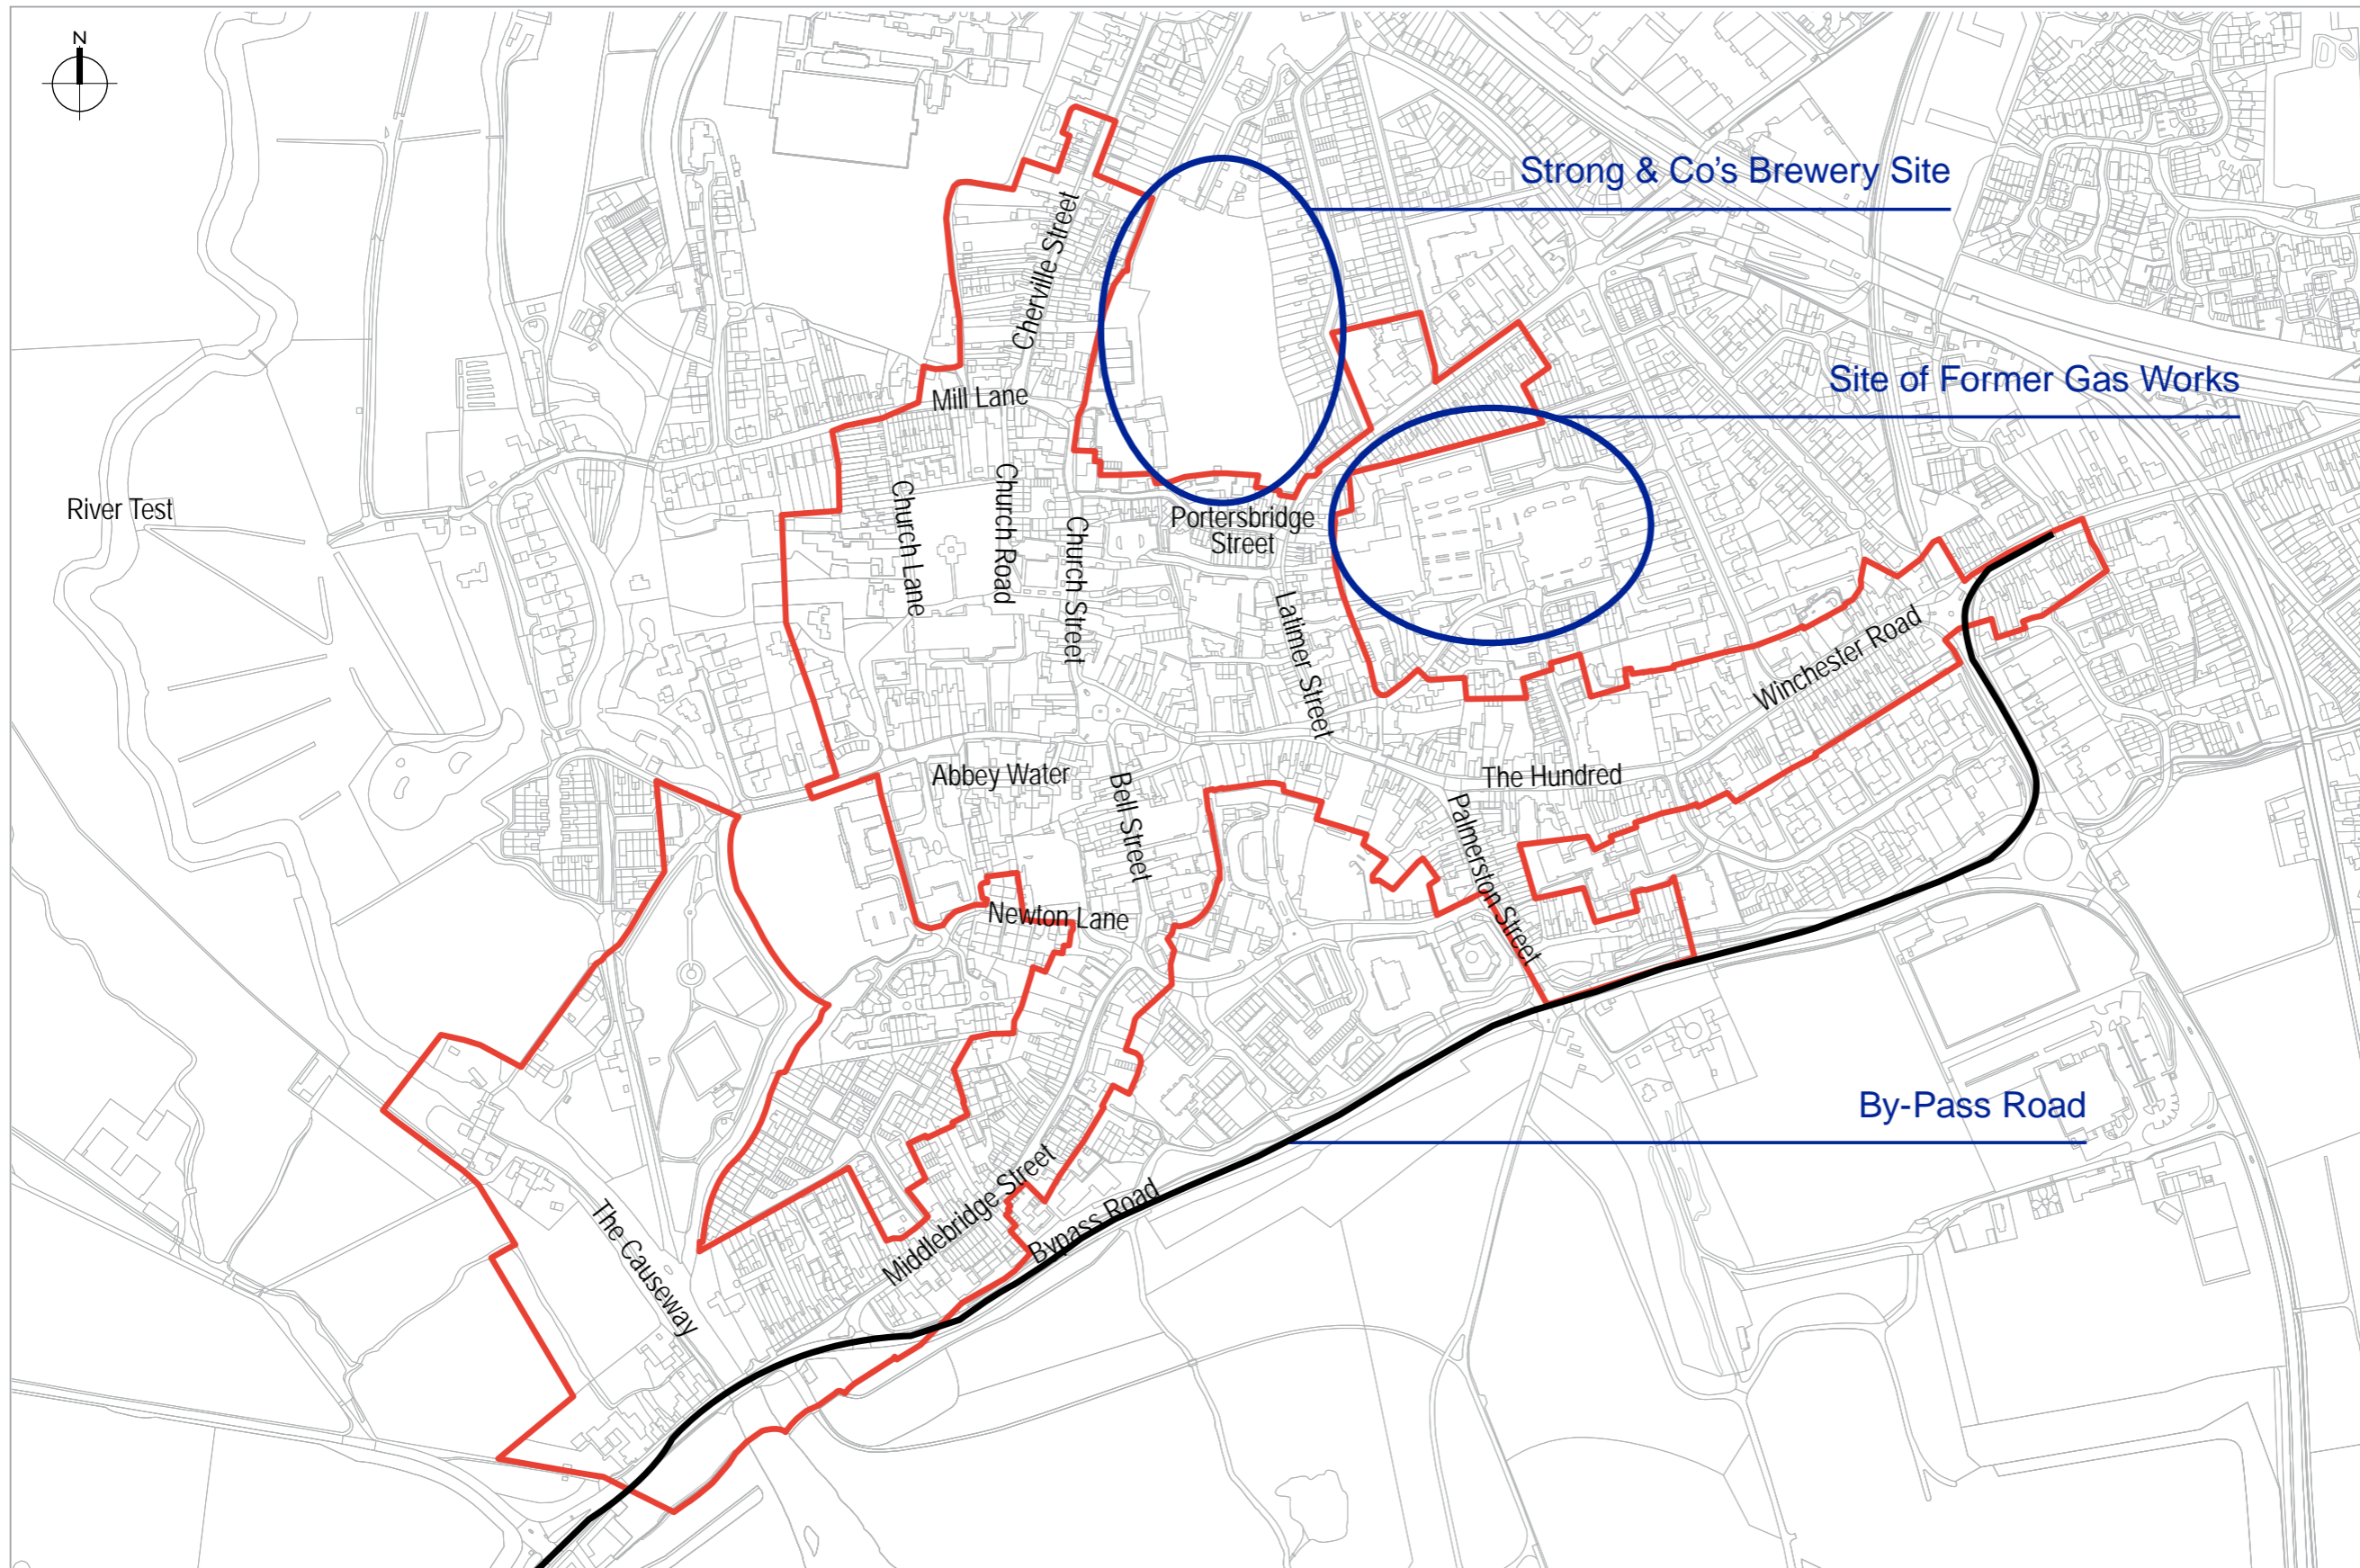 N
Strong & Co’s Brewery Site
Cherville Street
Site of Former Gas Works
Mill Lane
River Test
Church Lane
Church Road
Church Street
Portersbridge
Street
Latimer Street
Winchester Road
Abbey Water
Bell Street
The Hundred
Palmerston Street
Newton Lane
By-Pass Road
Middlebridge Street
Bypass Road
The Causeway